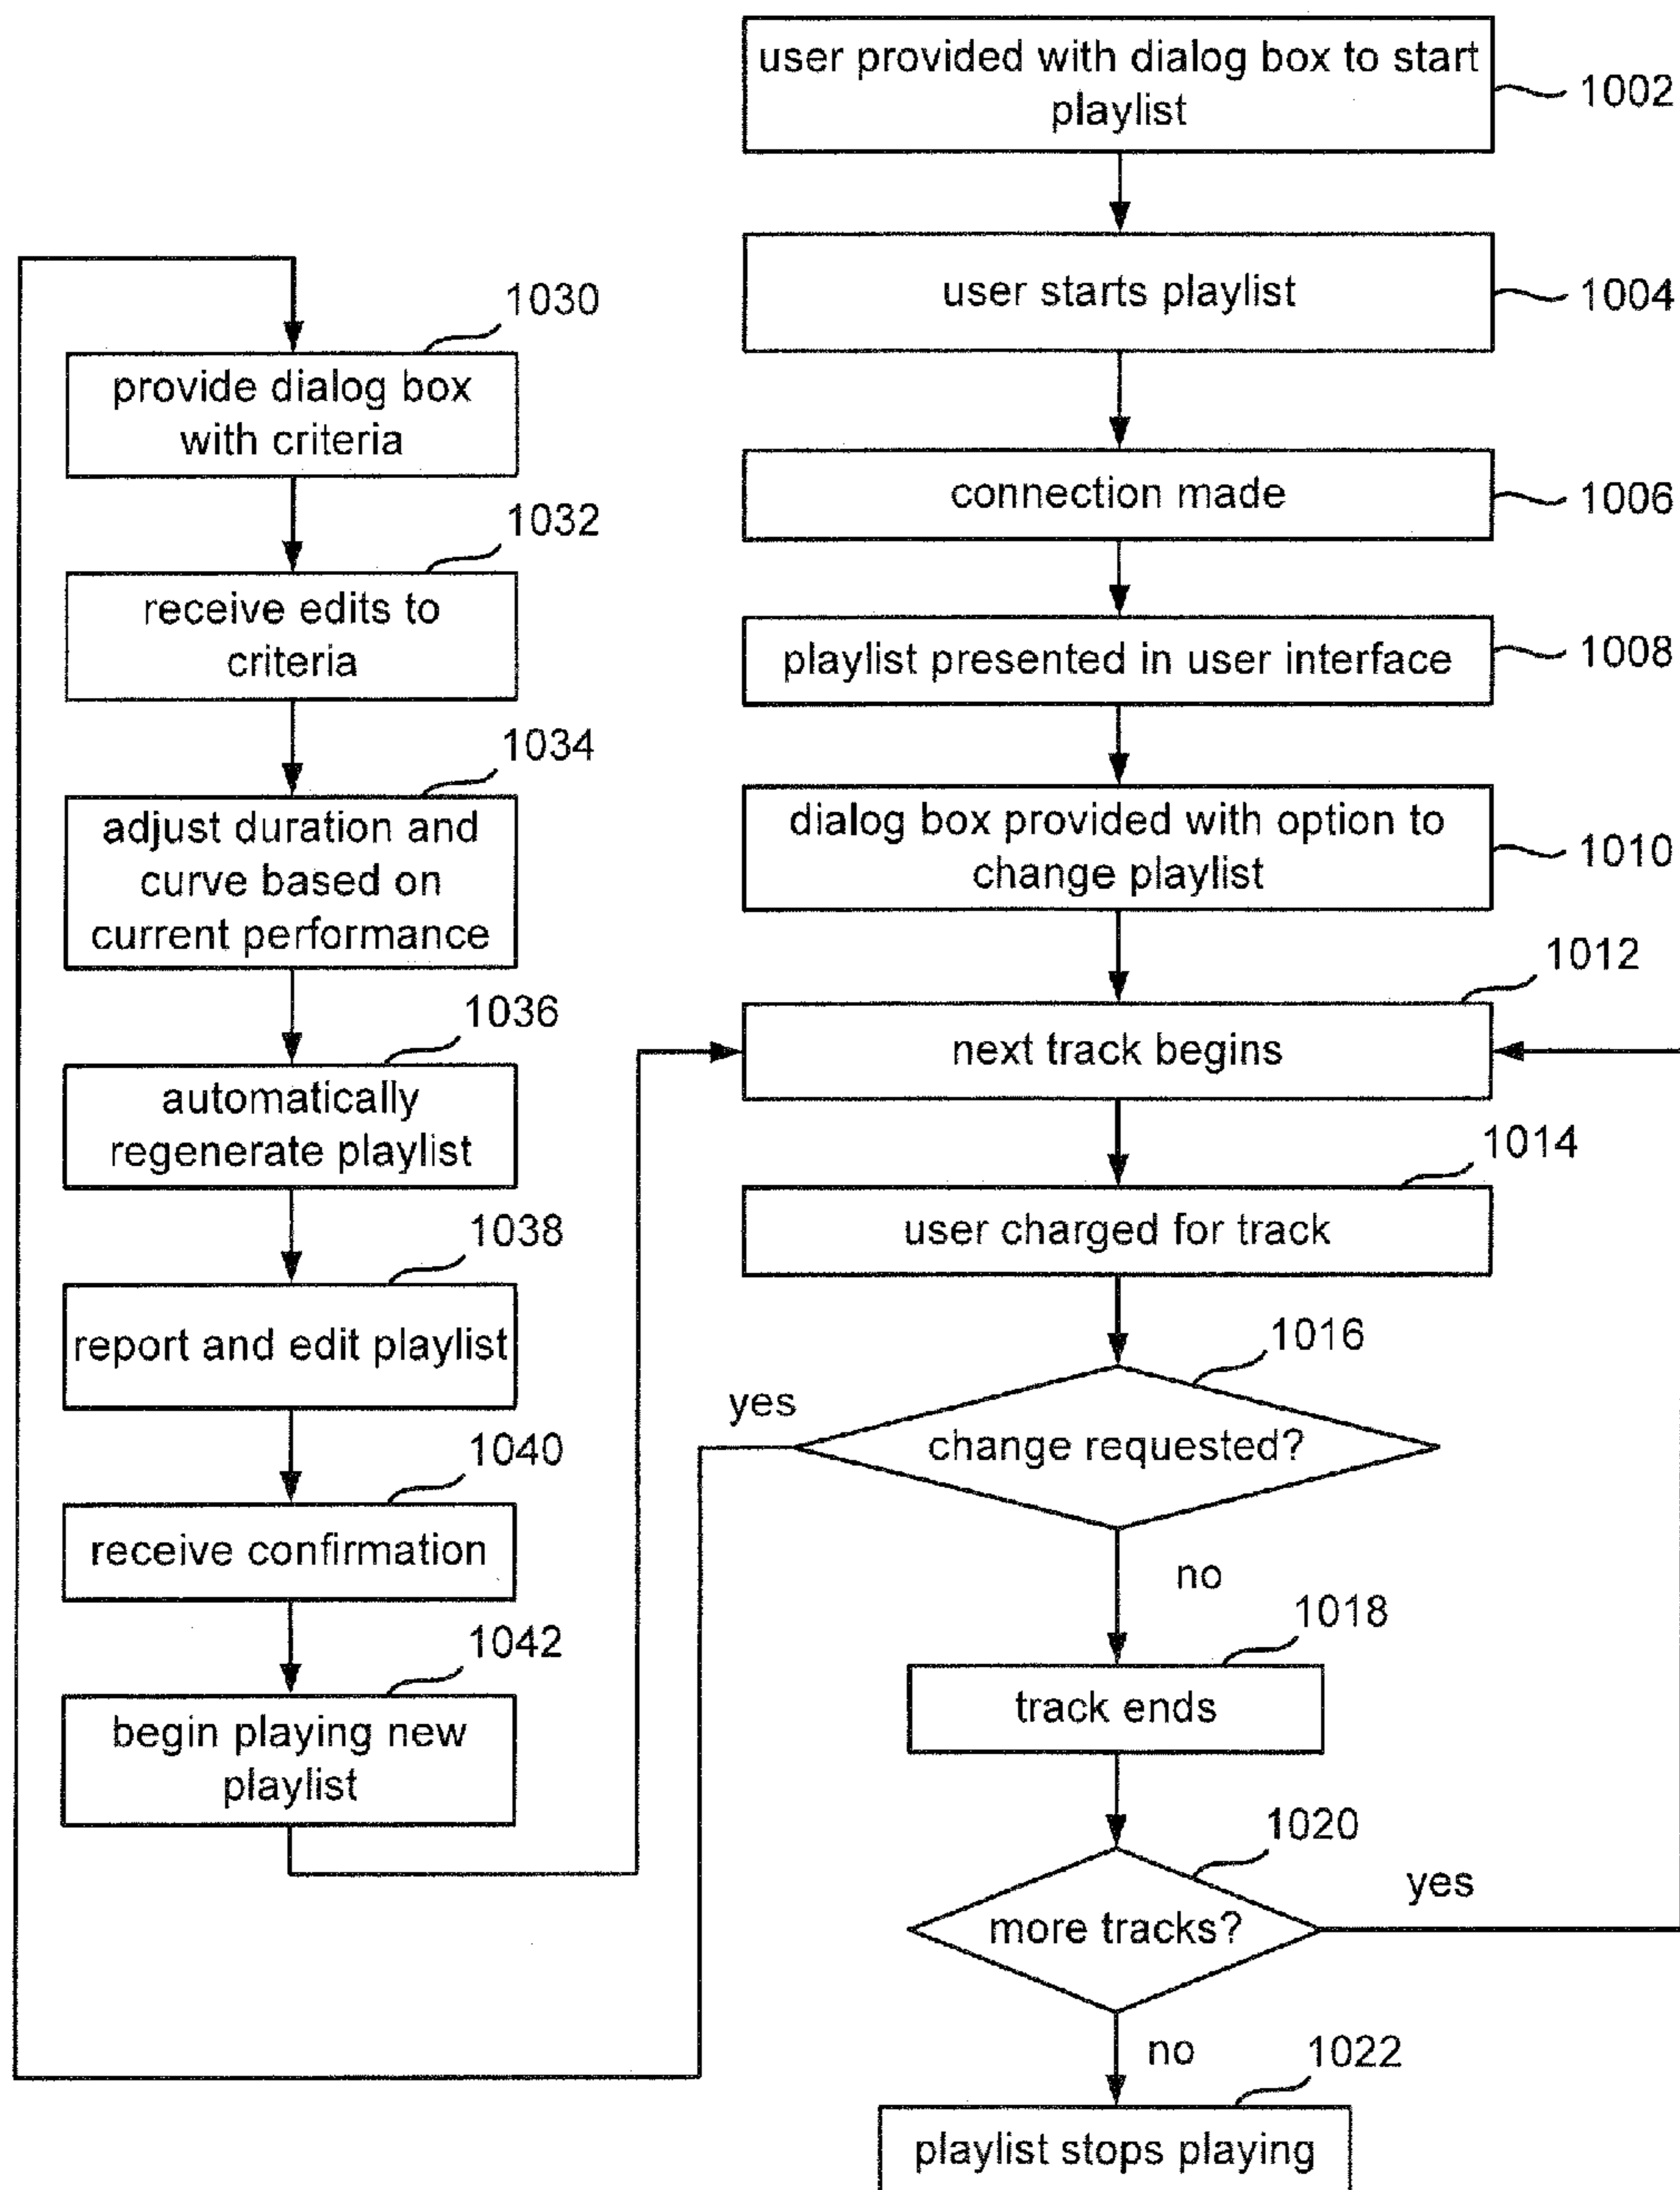 user provided with dialog box to start
playlist
1002
user starts playlist
1004
connection made
1006
playlist presented in user interface
1008
dialog box provided with option to
change playlist
1010
1012
next track begins
1014
user charged for track
1016
change requested?
yes
no
1018
track ends
1020
more tracks?
yes
no
1022
playlist stops playing
1030
provide dialog box
with criteria
1032
receive edits to
criteria
1034
adjust duration and
curve based on
current performance
1036
automatically
regenerate playlist
1038
report and edit playlist
1040
receive confirmation
1042
begin playing new
playlist